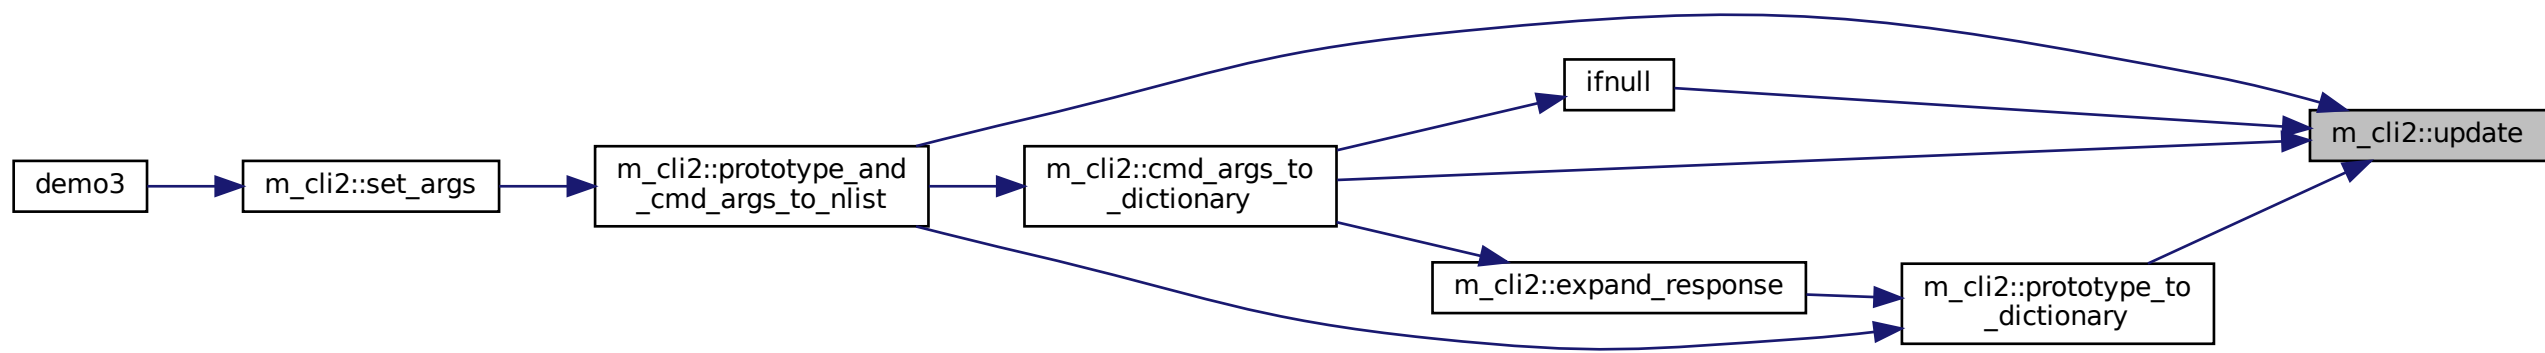 demo3
m_cli2::set_args
m_cli2::prototype_and
_cmd_args_to_nlist
m_cli2::cmd_args_to
_dictionary
ifnull
m_cli2::expand_response
m_cli2::prototype_to
_dictionary
m_cli2::update